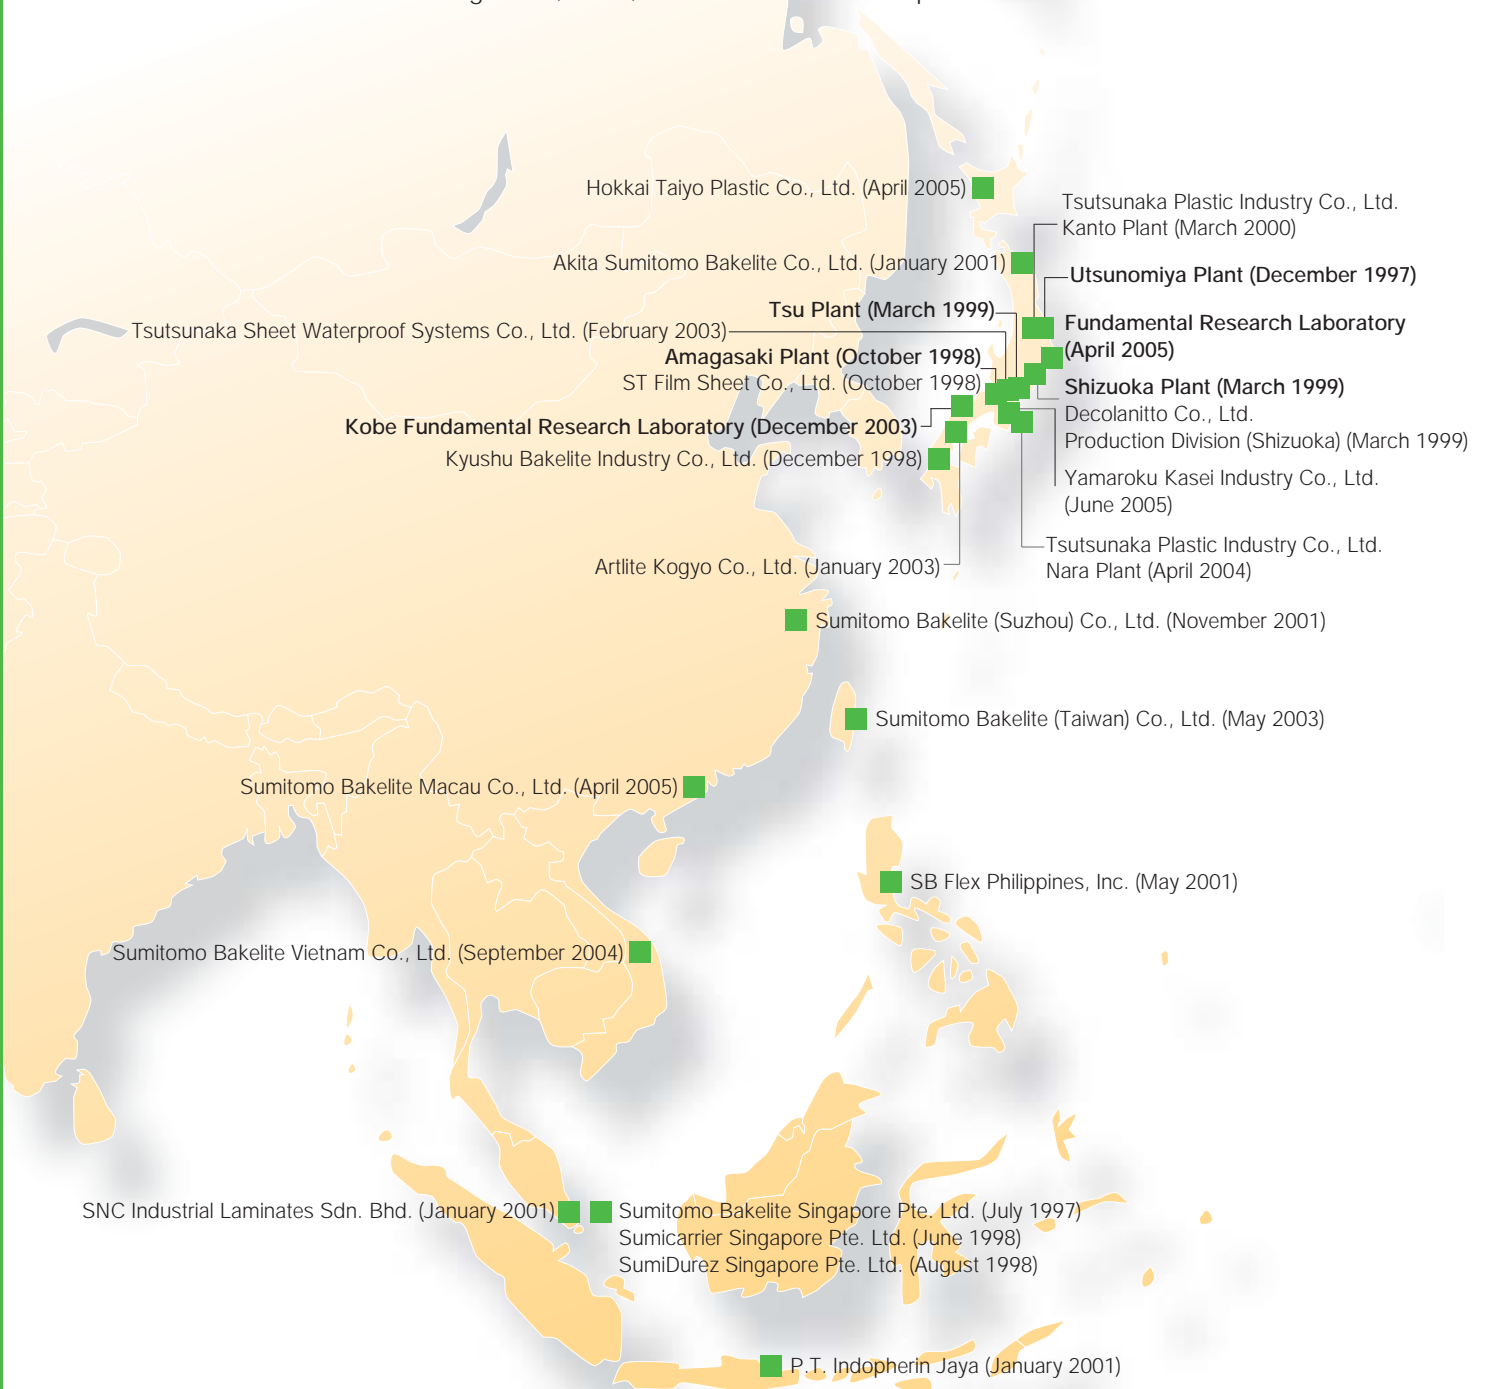 Hokkai Taiyo Plastic Co., Ltd. (April 2005)
Tsutsunaka Plastic Industry Co., Ltd.
Kanto Plant (March 2000)
Akita Sumitomo Bakelite Co., Ltd. (January 2001)
Utsunomiya Plant (December 1997)
Tsu Plant (March 1999)
Tsutsunaka Sheet Waterproof Systems Co., Ltd. (February 2003)
Fundamental Research Laboratory
(April 2005)
Amagasaki Plant (October 1998)
ST Film Sheet Co., Ltd. (October 1998)
Shizuoka Plant (March 1999)
Decolanitto Co., Ltd.
Production Division (Shizuoka) (March 1999)
Kobe Fundamental Research Laboratory (December 2003)
Kyushu Bakelite Industry Co., Ltd. (December 1998)
Yamaroku Kasei Industry Co., Ltd.
(June 2005)
Tsutsunaka Plastic Industry Co., Ltd.
Nara Plant (April 2004)
Artlite Kogyo Co., Ltd. (January 2003)
Sumitomo Bakelite (Suzhou) Co., Ltd. (November 2001)
Sumitomo Bakelite (Taiwan) Co., Ltd. (May 2003)
Sumitomo Bakelite Macau Co., Ltd. (April 2005)
SB Flex Philippines, Inc. (May 2001)
Sumitomo Bakelite Vietnam Co., Ltd. (September 2004)
SNC Industrial Laminates Sdn. Bhd. (January 2001)
Sumitomo Bakelite Singapore Pte. Ltd. (July 1997)
Sumicarrier Singapore Pte. Ltd. (June 1998)
SumiDurez Singapore Pte. Ltd. (August 1998)
P.T. Indopherin Jaya (January 2001)